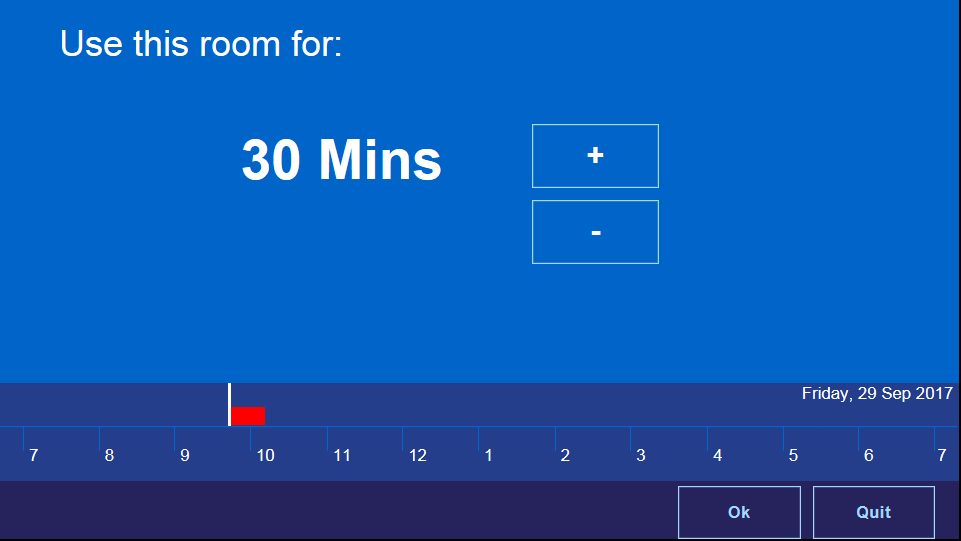 Use this room for:
30 Mins
+
-
Friday, 29 Sep 2017
7 8 9 10 11 12 1 2 3 4 5 6 7
Ok Quit